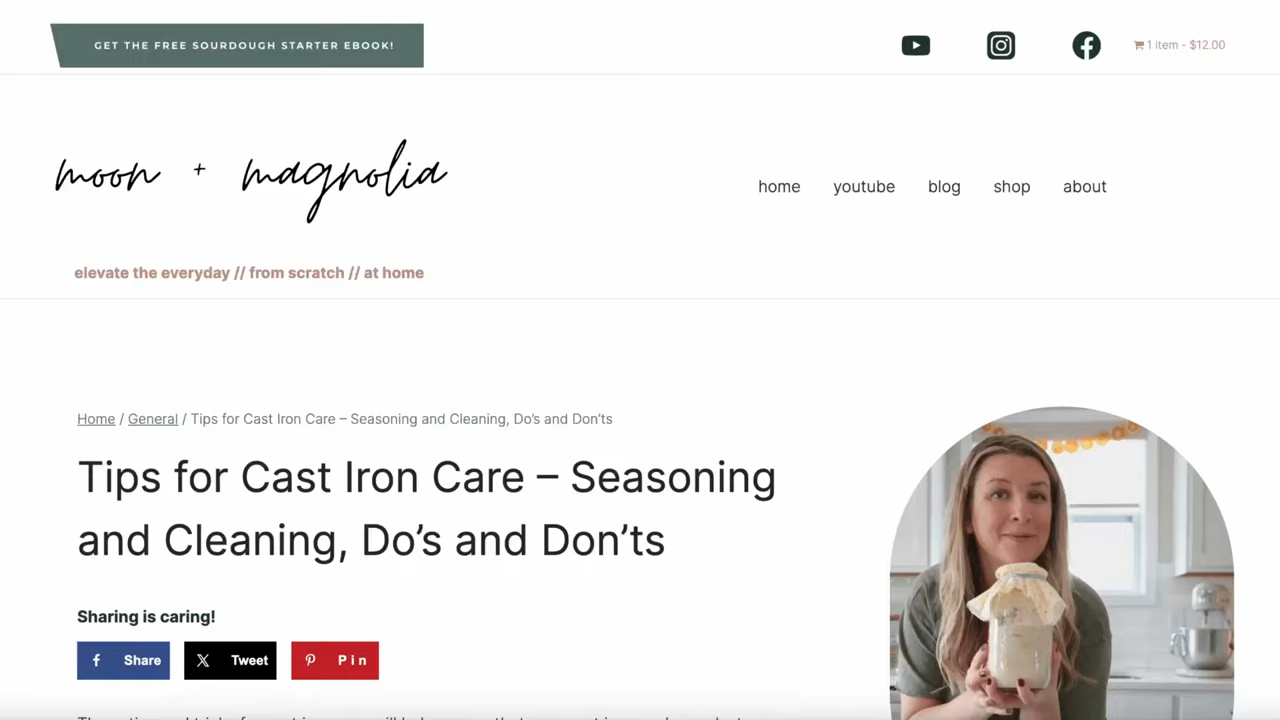 GET THE FREE SOURDOUGH STARTER EBOOK!
1 item - $12.00
moon + magnolia
home youtube blog shop about
elevate the everyday // from scratch // at home
Home / General / Tips for Cast Iron Care – Seasoning and Cleaning, Do's and Don'ts
Tips for Cast Iron Care – Seasoning
and Cleaning, Do's and Don'ts
Sharing is caring!
Share Tweet Pin